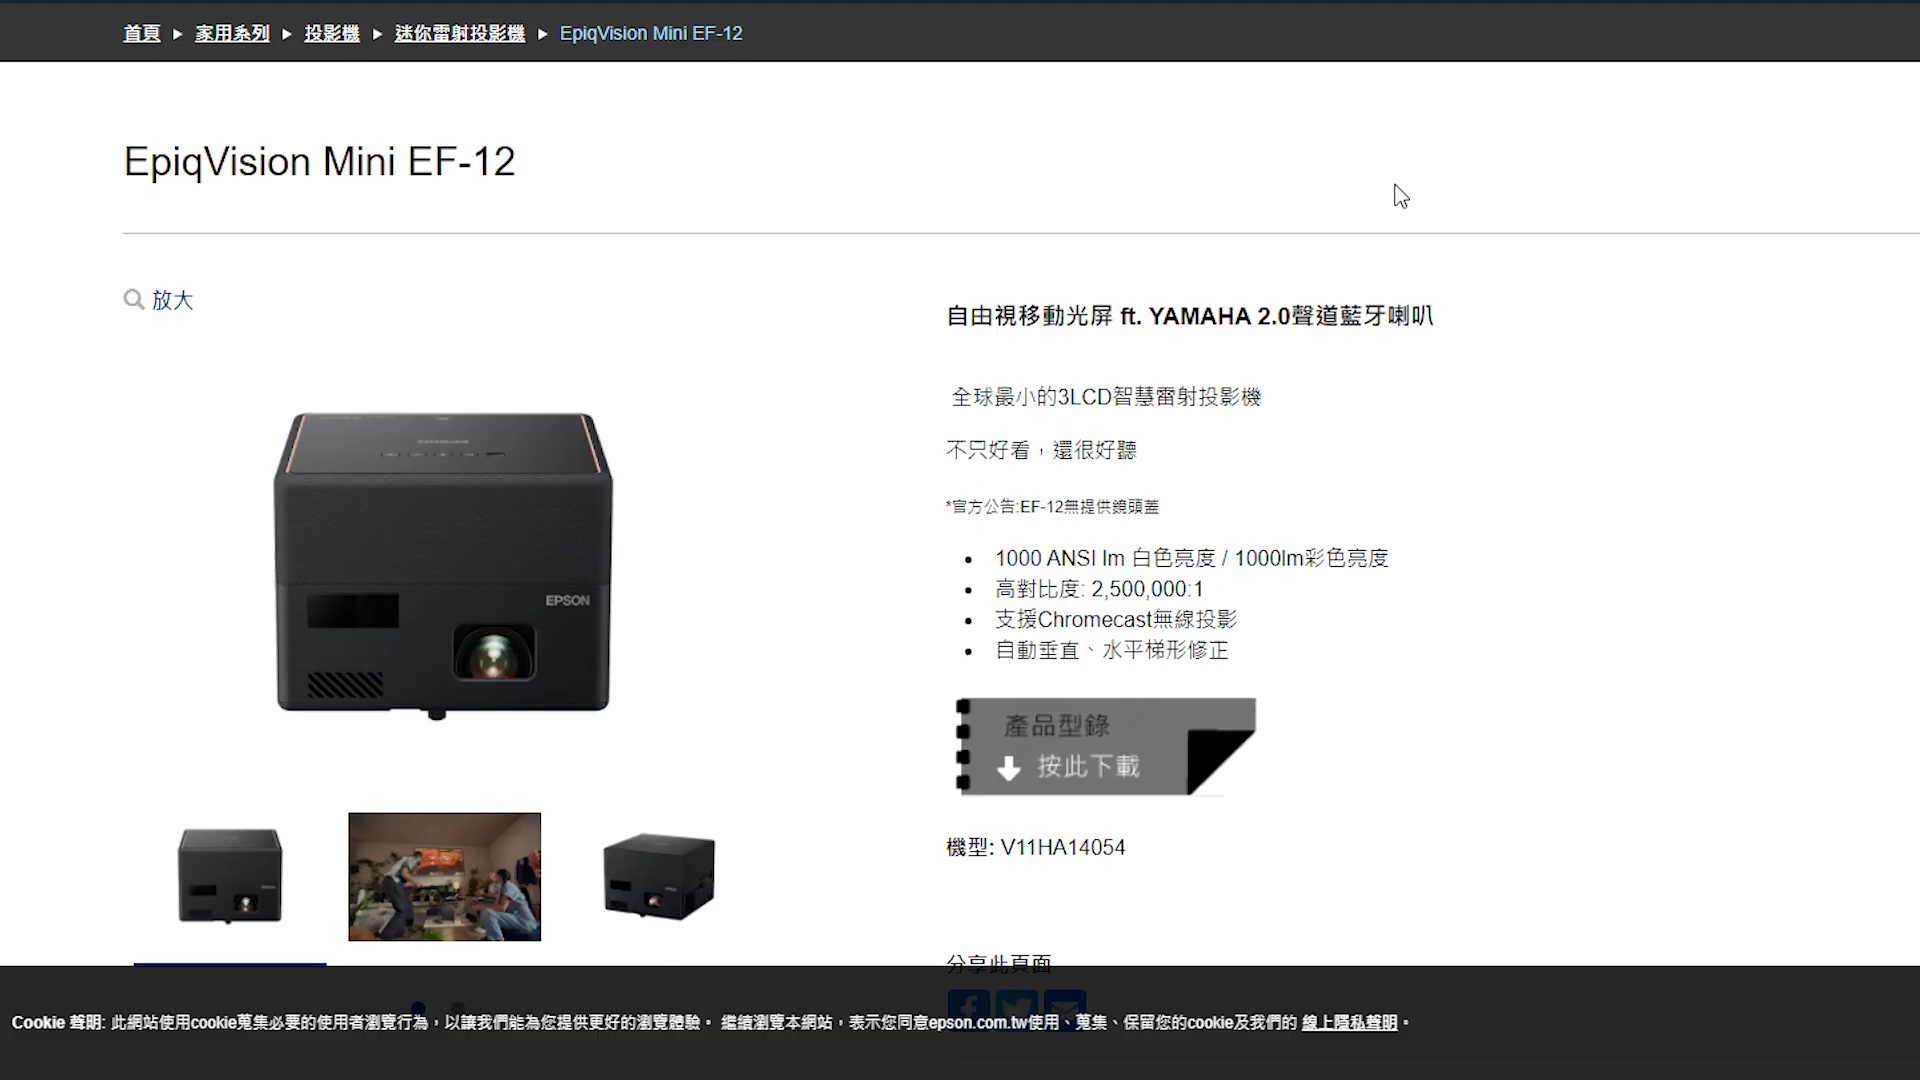 首頁 ▶ 家用系列 ▶ 投影機 ▶ 迷你雷射投影機 ▶ EpiqVision Mini EF-12
EpiqVision Mini EF-12
放大
EPSON
自由視移動光屏 ft. YAMAHA 2.0聲道藍牙喇叭
全球最小的3LCD智慧雷射投影機
不只好看，還很好聽
*官方公告:EF-12無提供鏡頭蓋
• 1000 ANSI lm 白色亮度 / 1000lm彩色亮度
• 高對比度: 2,500,000:1
• 支援Chromecast無線投影
• 自動垂直、水平梯形修正
產品型錄
按此下載
機型: V11HA14054
分享此頁面
Cookie 聲明: 此網站使用cookie蒐集必要的使用者瀏覽行為，以讓我們能為您提供更好的瀏覽體驗。 繼續瀏覽本網站，表示您同意epson.com.tw使用、蒐集、保留您的cookie及我們的 線上隱私聲明。